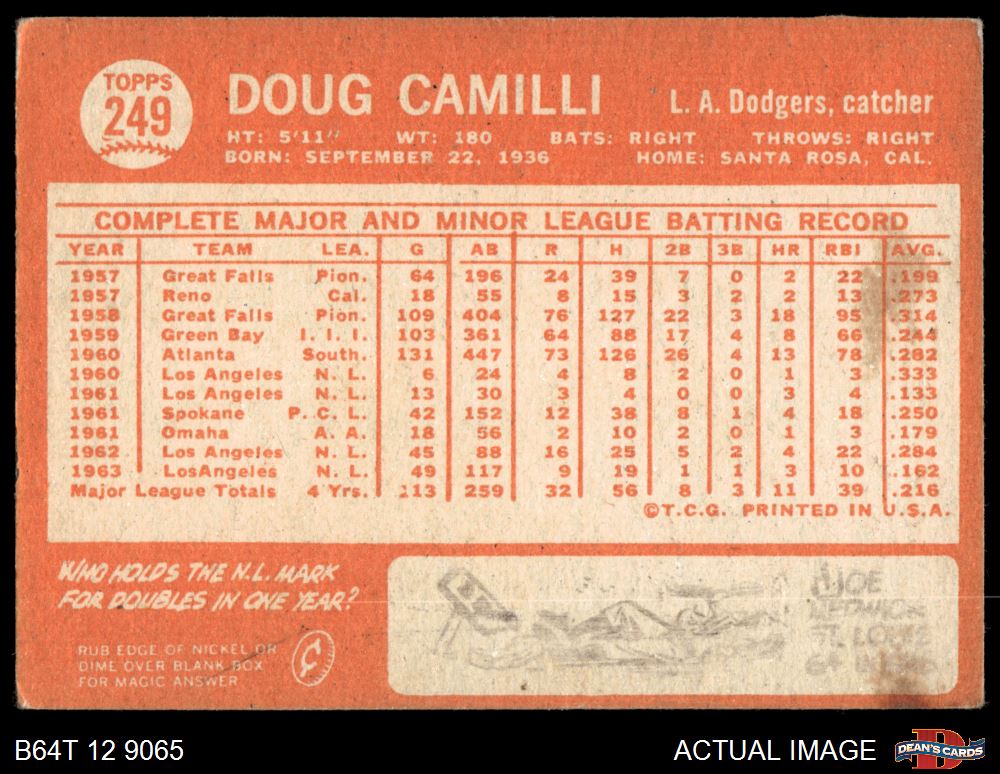 TOPPS
249
DOUG CAMILLI L. A. Dodgers, catcher
HT: 5'11" WT: 180 BATS: RIGHT THROWS: RIGHT
BORN: SEPTEMBER 22, 1936 HOME: SANTA ROSA, CAL.
COMPLETE MAJOR AND MINOR LEAGUE BATTING RECORD
YEAR TEAM LEA. G AB R H 2B 3B HR RBI AVG.
1957 Great Falls Pion. 64 196 24 39 7 0 2 22 .199
1957 Reno Cal. 18 55 8 15 3 2 2 13 .273
1958 Great Falls Pion. 109 404 76 127 22 3 18 95 .314
1959 Green Bay I. I. I. 103 361 64 88 17 4 8 66 .244
1960 Atlanta South. 131 447 73 126 26 4 13 78 .282
1960 Los Angeles N. L. 6 24 4 8 2 0 1 3 .333
1961 Los Angeles N. L. 13 30 3 4 0 0 3 4 .133
1961 Spokane P. C. L. 42 152 12 38 8 1 4 18 .250
1961 Omaha A. A. 18 56 2 10 2 0 1 3 .179
1962 Los Angeles N. L. 45 88 16 25 5 2 4 22 .284
1963 LosAngeles N. L. 49 117 9 19 1 1 3 10 .162
Major League Totals 4 Yrs. 113 259 32 56 8 3 11 39 .216
©T.C.G. PRINTED IN U.S.A.
WHO HOLDS THE N.L. MARK
FOR DOUBLES IN ONE YEAR?
RUB EDGE OF NICKEL OR
DIME OVER BLANK BOX
FOR MAGIC ANSWER
¢
JOE
B64T 12 9065 ACTUAL IMAGE DEAN'S CARDS